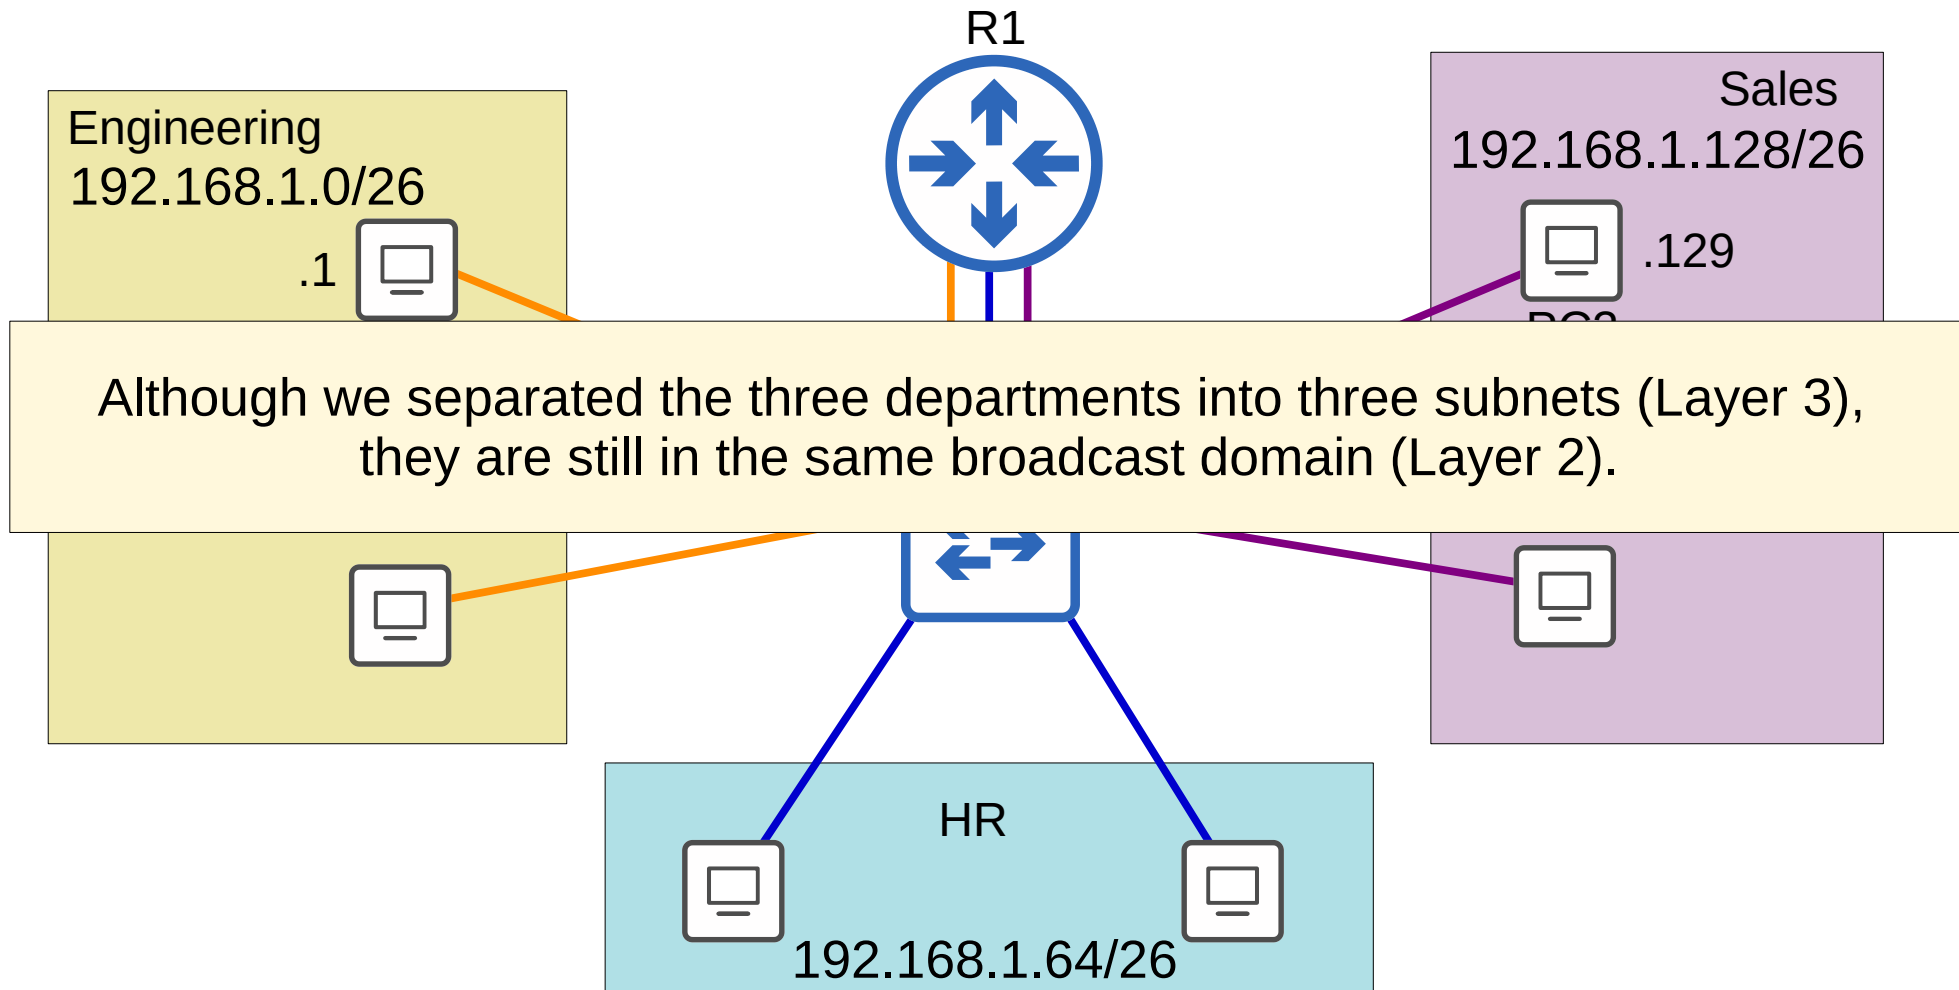 R1
Engineering
192.168.1.0/26
.1
Sales
192.168.1.128/26
.129
Although we separated the three departments into three subnets (Layer 3),
they are still in the same broadcast domain (Layer 2).
HR
192.168.1.64/26